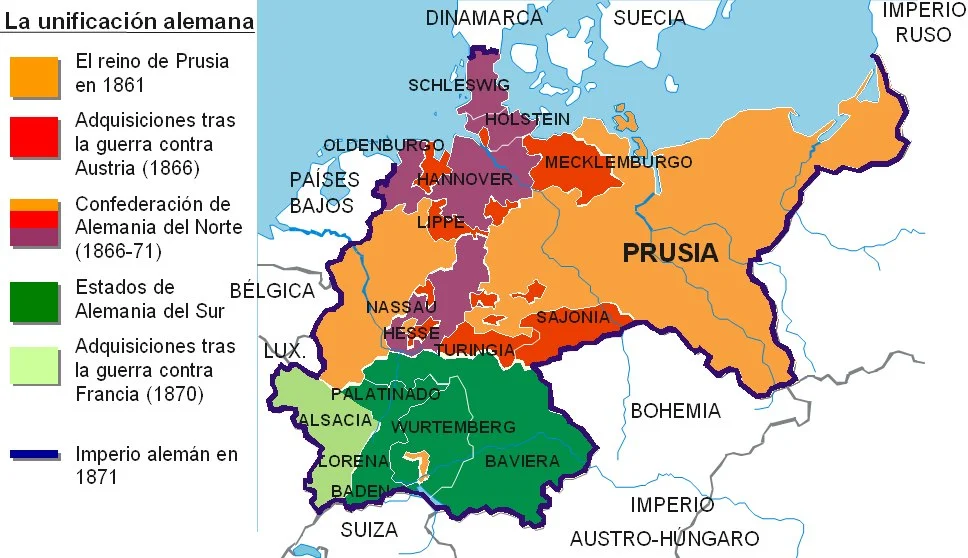 La unificación alemana
El reino de Prusia
en 1861
Adquisiciones tras
la guerra contra
Austria (1866)
Confederación de
Alemania del Norte
(1866-71)
Estados de
Alemania del Sur
Adquisiciones tras
la guerra contra
Francia (1870)
Imperio alemán en
1871
DINAMARCA
SUECIA
IMPERIO
RUSO
SCHLESWIG
HOLSTEIN
OLDENBURGO
MECKLEMBURGO
PAÍSES
BAJOS
HANNOVER
LIPPE
PRUSIA
BÉLGICA
NASSAU
SAJONIA
HESSE
LUX.
TURINGIA
PALATINADO
BOHEMIA
ALSACIA
WURTEMBERG
LORENA
BAVIERA
BADEN
IMPERIO
AUSTRO-HÚNGARO
SUIZA